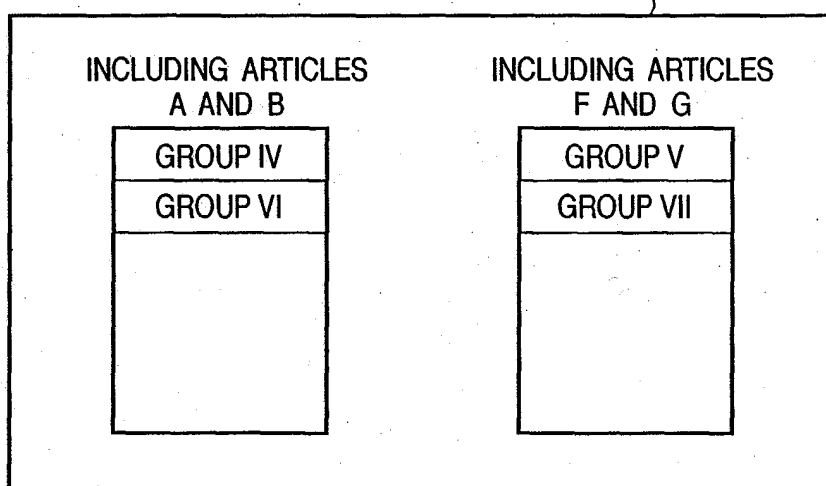 INCLUDING ARTICLES
A AND B
GROUP IV
GROUP VI
INCLUDING ARTICLES
F AND G
GROUP V
GROUP VII